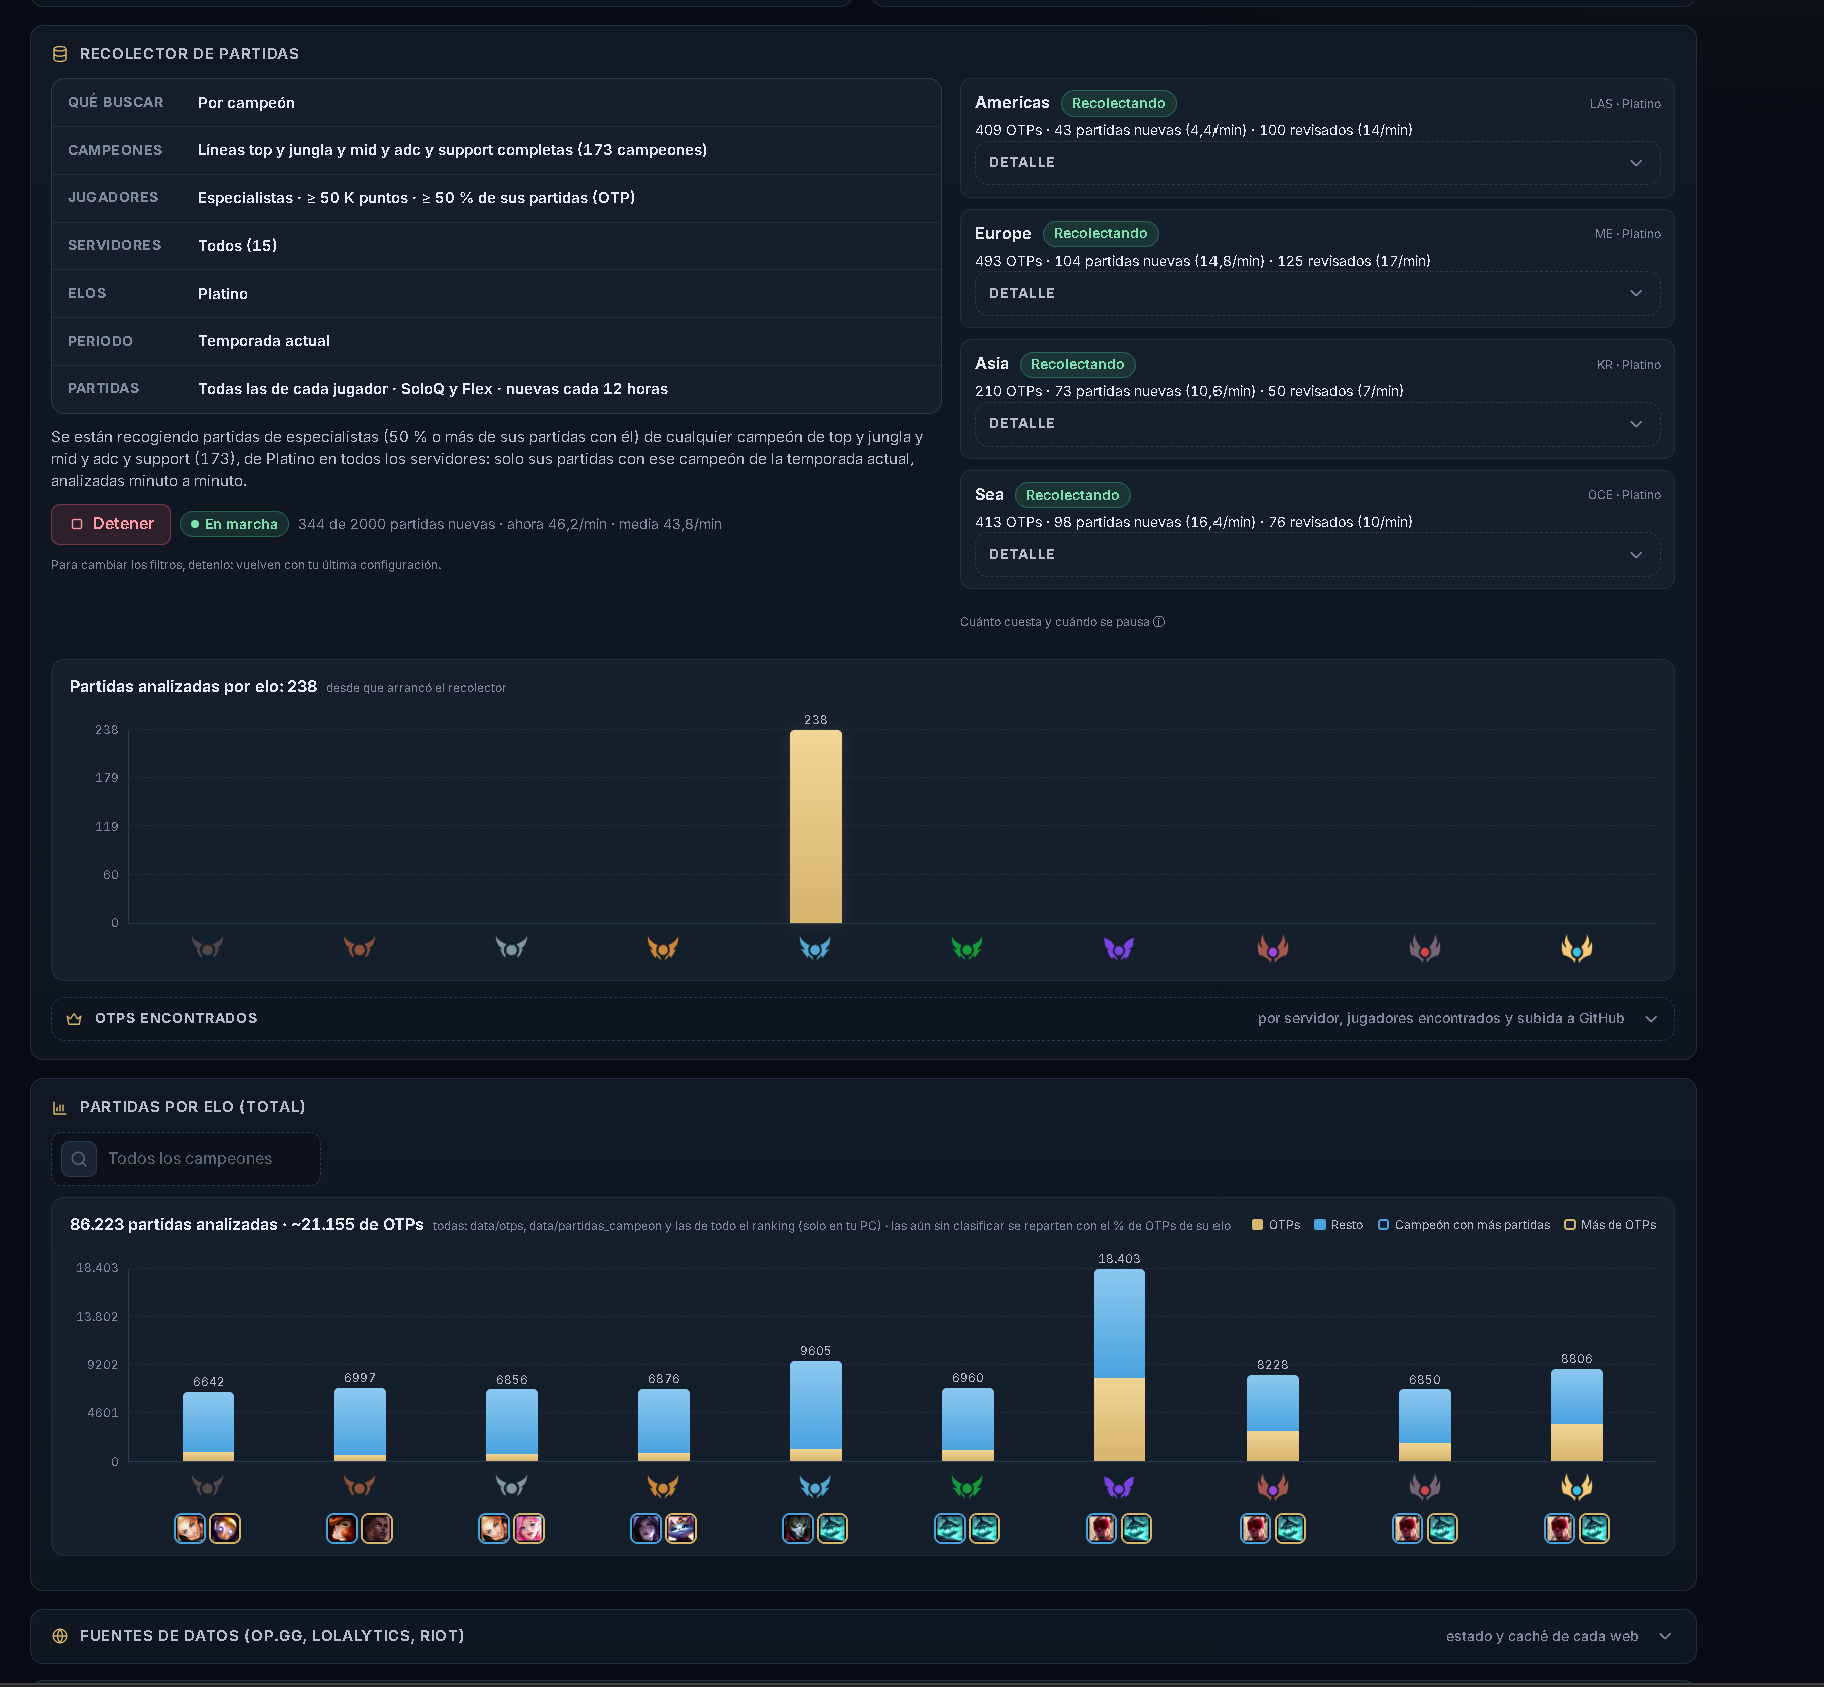 RECOLECTOR DE PARTIDAS
QUÉ BUSCAR Por campeón
CAMPEONES Líneas top y jungla y mid y adc y support completas (173 campeones)
JUGADORES Especialistas · ≥ 50 K puntos · ≥ 50 % de sus partidas (OTP)
SERVIDORES Todos (15)
ELOS Platino
PERIODO Temporada actual
PARTIDAS Todas las de cada jugador · SoloQ y Flex · nuevas cada 12 horas
Se están recogiendo partidas de especialistas (50 % o más de sus partidas con él) de cualquier campeón de top y jungla y
mid y adc y support (173), de Platino en todos los servidores: solo sus partidas con ese campeón de la temporada actual,
analizadas minuto a minuto.
Detener En marcha 344 de 2000 partidas nuevas · ahora 46,2/min · media 43,8/min
Para cambiar los filtros, detenlo: vuelven con tu última configuración.
Americas Recolectando LAS · Platino
409 OTPs · 43 partidas nuevas (4,4/min) · 100 revisados (14/min)
DETALLE
Europe Recolectando ME · Platino
493 OTPs · 104 partidas nuevas (14,8/min) · 125 revisados (17/min)
DETALLE
Asia Recolectando KR · Platino
210 OTPs · 73 partidas nuevas (10,6/min) · 50 revisados (7/min)
DETALLE
Sea Recolectando OCE · Platino
413 OTPs · 98 partidas nuevas (16,4/min) · 76 revisados (10/min)
DETALLE
Cuánto cuesta y cuándo se pausa ⓘ
Partidas analizadas por elo: 238 desde que arrancó el recolector
238
238
179
119
60
0
OTPS ENCONTRADOS por servidor, jugadores encontrados y subida a GitHub
PARTIDAS POR ELO (TOTAL)
Todos los campeones
86.223 partidas analizadas · ~21.155 de OTPs todas: data/otps, data/partidas_campeon y las de todo el ranking (solo en tu PC) · las aún sin clasificar se reparten con el % de OTPs de su elo OTPs Resto Campeón con más partidas Más de OTPs
18.403
13.802
9202
4601
0
6642 6997 6856 6876 9605 6960 18.403 8228 6850 8806
FUENTES DE DATOS (OP.GG, LOLALYTICS, RIOT) estado y caché de cada web